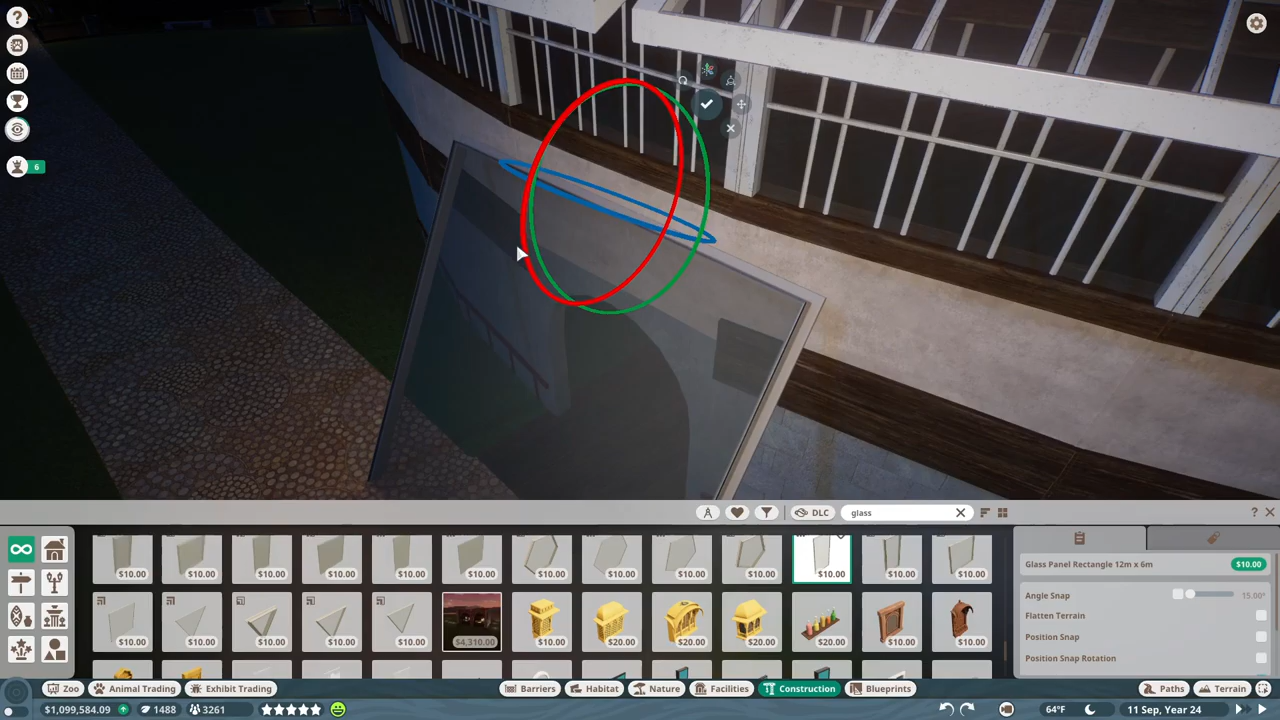 6
DLC
glass
$10.00 $10.00 $10.00 $10.00 $10.00 $10.00 $10.00 $10.00 $10.00 $10.00 $10.00 $10.00 $10.00
$10.00 $10.00 $10.00 $10.00 $10.00 $4,310.00 $10.00 $20.00 $20.00 $20.00 $20.00 $10.00 $10.00
Glass Panel Rectangle 12m x 6m $10.00
Angle Snap 15.00°
Flatten Terrain
Position Snap
Position Snap Rotation
Zoo Animal Trading Exhibit Trading Barriers Habitat Nature Facilities Construction Blueprints Paths Terrain
$1,099,584.09 1488 3261 64°F 11 Sep, Year 24